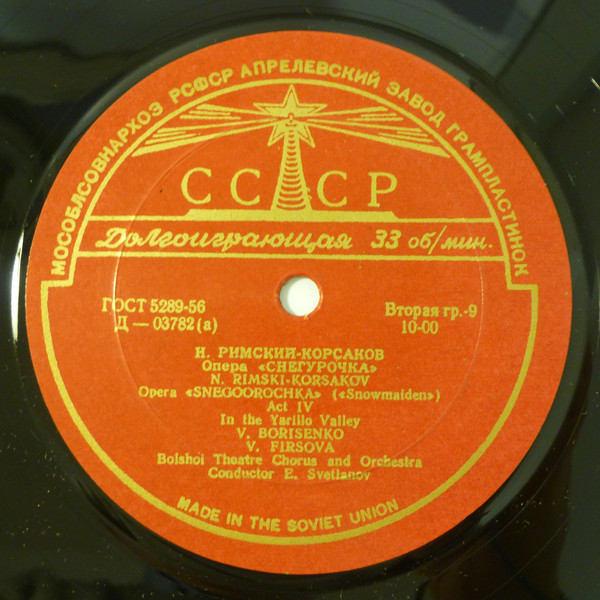 МОСОБЛСОВНАРХОЗ РСФСР АПРЕЛЕВСКИЙ ЗАВОД ГРАМПЛАСТИНОК
СССР
Долгоиграющая 33 об/мин.
ГОСТ 5289-56
Д — 03782 (а)
Вторая гр.-9
10-00
Н. РИМСКИЙ-КОРСАКОВ
Опера «СНЕГУРОЧКА»
N. RIMSKI-KORSAKOV
Opera «SNEGOOROCHKA» («Snowmaiden»)
Act IV
In the Yarillo Valley
V. BORISENKO
V. FIRSOVA
Bolshoi Theatre Chorus and Orchestra
Conductor E. Svetlanov
MADE IN THE SOVIET UNION